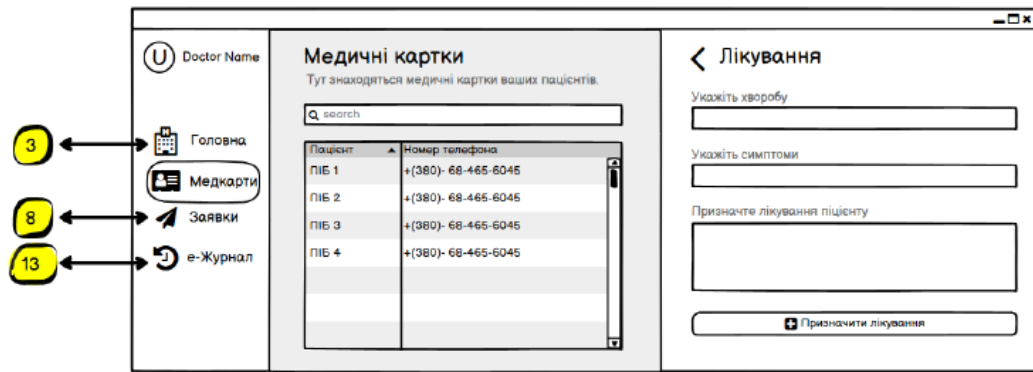 U Doctor Name
3 Головна
Медкарти
8 Заявки
13 е-Журнал
Медичні картки
Тут знаходяться медичні картки ваших пацієнтів.
search
Пацієнт Номер телефона
ПІБ 1 +(380)- 68-465-6045
ПІБ 2 +(380)- 68-465-6045
ПІБ 3 +(380)- 68-465-6045
ПІБ 4 +(380)- 68-465-6045
Лікування
Укажіть хворобу
Укажіть симптоми
Призначте лікування піцієнту
Призначити лікування